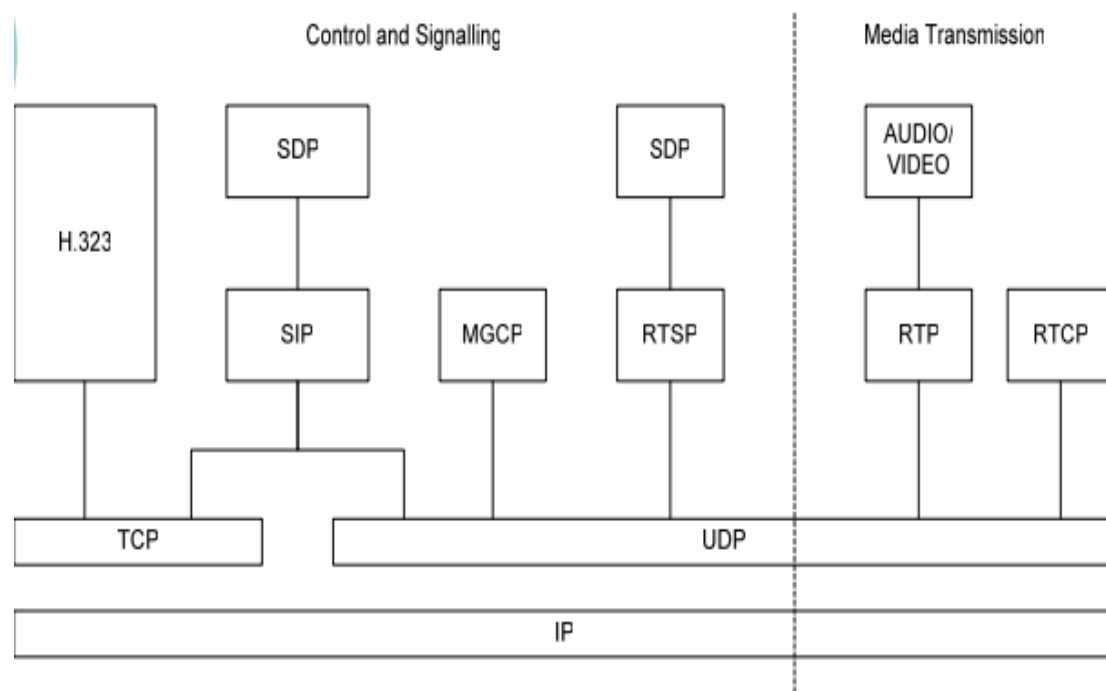 Control and Signalling
Media Transmission
SDP
SDP
AUDIO/
VIDEO
H.323
SIP
MGCP
RTSP
RTP
RTCP
TCP
UDP
IP